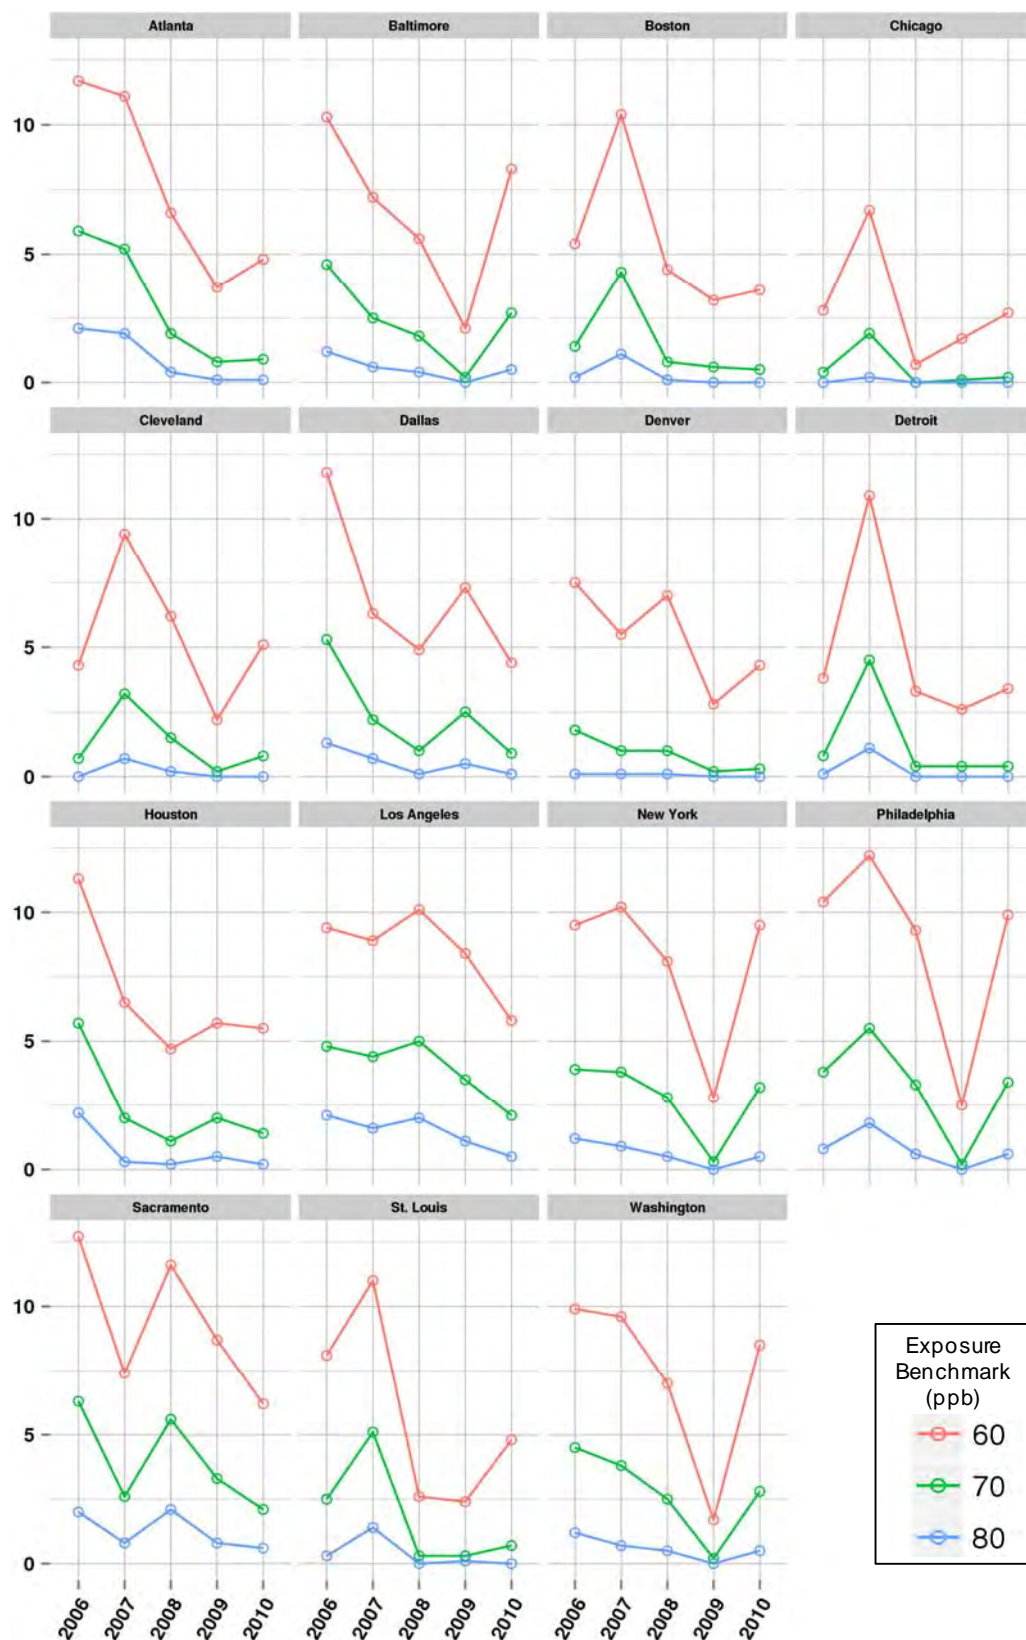 Atlanta Baltimore Boston Chicago
10
5
0
Cleveland Dallas Denver Detroit
10
5
0
Houston Los Angeles New York Philadelphia
10
5
0
Sacramento St. Louis Washington
10
5
0
2006 2007 2008 2009 2010 2006 2007 2008 2009 2010 2006 2007 2008 2009 2010
Exposure
Benchmark
(ppb)
60
70
80